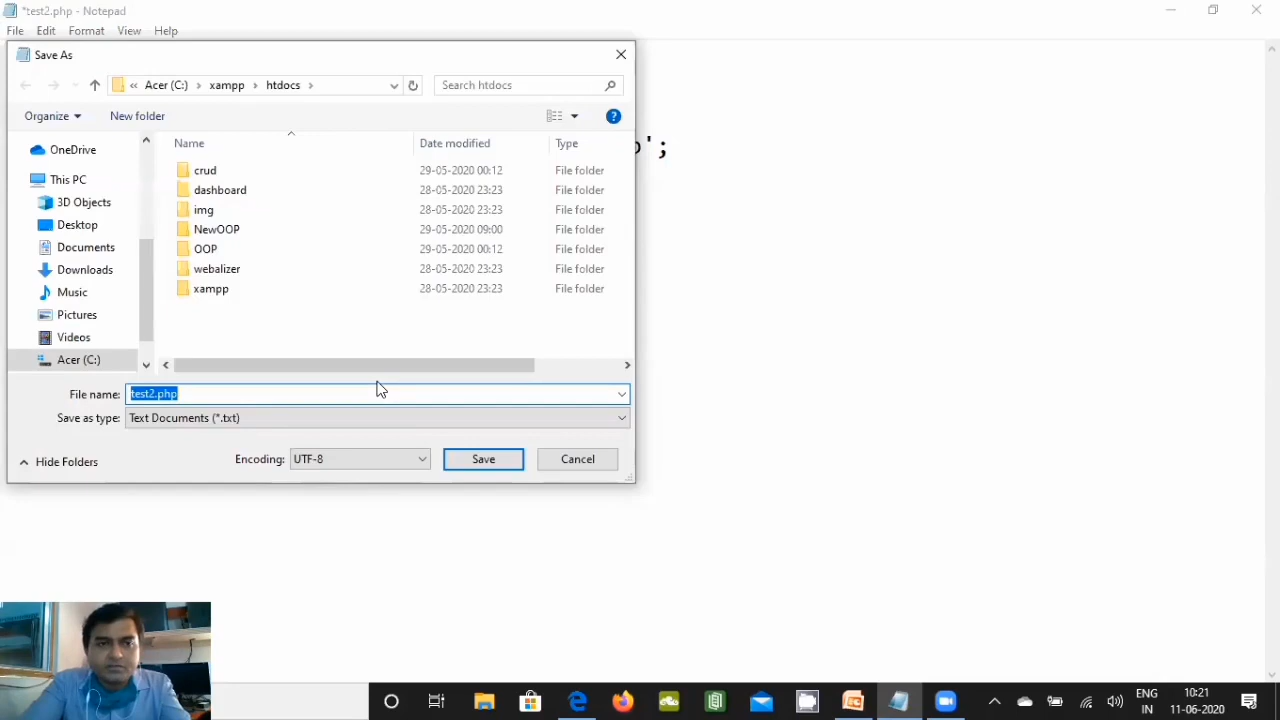 *test2.php - Notepad
File Edit Format View Help
Save As
« Acer (C:) › xampp › htdocs ›
Search htdocs
Organize New folder
Name Date modified Type
OneDrive
This PC
3D Objects
Desktop
Documents
Downloads
Music
Pictures
Videos
Acer (C:)
crud 29-05-2020 00:12 File folder
dashboard 28-05-2020 23:23 File folder
img 28-05-2020 23:23 File folder
NewOOP 29-05-2020 09:00 File folder
OOP 29-05-2020 00:12 File folder
webalizer 28-05-2020 23:23 File folder
xampp 28-05-2020 23:23 File folder
';
File name: test2.php
Save as type: Text Documents (*.txt)
Hide Folders
Encoding: UTF-8
Save Cancel
ENG
IN
10:21
11-06-2020